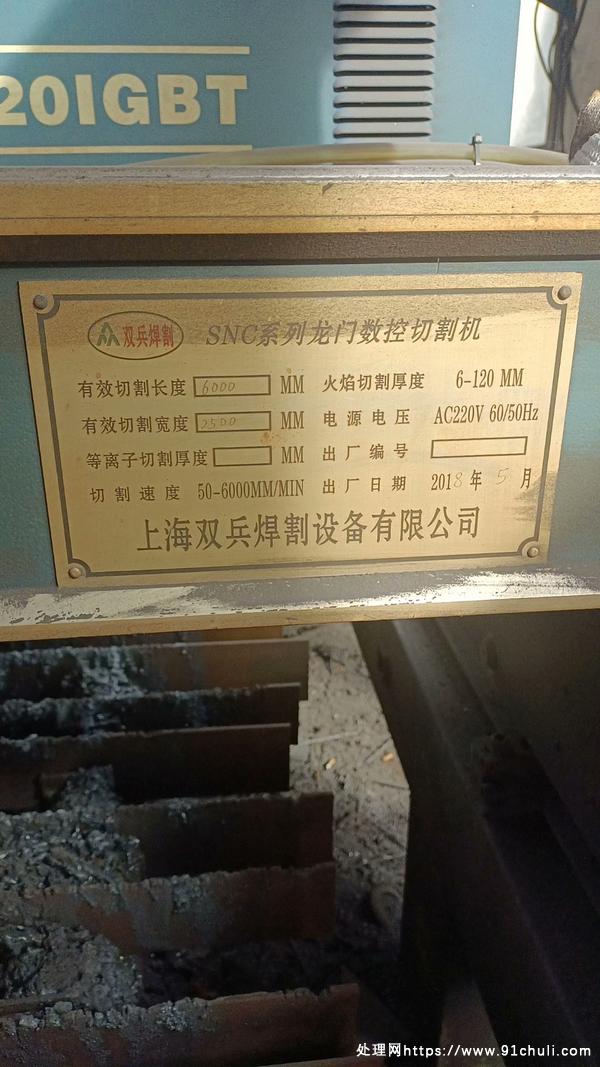 20IGBT
双兵焊割 SNC系列龙门数控切割机
有效切割长度 6000 MM 火焰切割厚度 6-120 MM
有效切割宽度 2500 MM 电源电压 AC220V 60/50Hz
等离子切割厚度 MM 出厂编号
切割速度 50-6000MM/MIN 出厂日期 2018年5月
上海双兵焊割设备有限公司
处理网https://www.91chuli.com